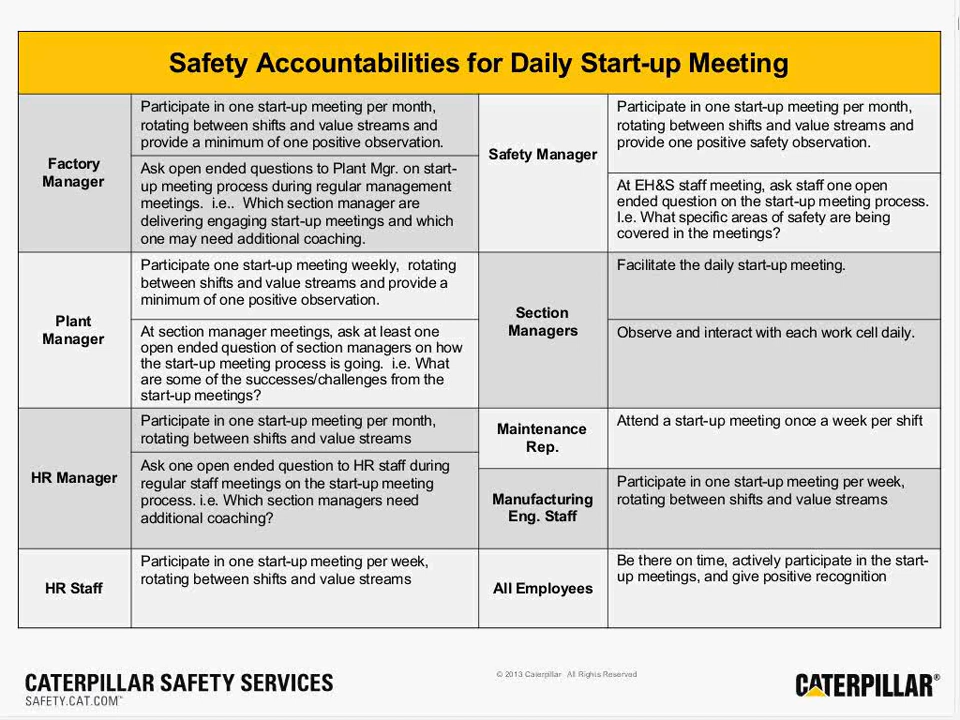 Safety Accountabilities for Daily Start-up Meeting
Factory
Manager
Participate in one start-up meeting per month,
rotating between shifts and value streams and
provide a minimum of one positive observation.
Ask open ended questions to Plant Mgr. on start-
up meeting process during regular management
meetings.  i.e..  Which section manager are
delivering engaging start-up meetings and which
one may need additional coaching.
Safety Manager
Participate in one start-up meeting per month,
rotating between shifts and value streams and
provide one positive safety observation.
At EH&S staff meeting, ask staff one open
ended question on the start-up meeting process.
I.e. What specific areas of safety are being
covered in the meetings?
Plant
Manager
Participate one start-up meeting weekly,  rotating
between shifts and value streams and provide a
minimum of one positive observation.
At section manager meetings, ask at least one
open ended question of section managers on how
the start-up meeting process is going.  i.e. What
are some of the successes/challenges from the
start-up meetings?
Section
Managers
Facilitate the daily start-up meeting.
Observe and interact with each work cell daily.
HR Manager
Participate in one start-up meeting per month,
rotating between shifts and value streams
Ask one open ended question to HR staff during
regular staff meetings on the start-up meeting
process. i.e. Which section managers need
additional coaching?
Maintenance
Rep.
Attend a start-up meeting once a week per shift
Manufacturing
Eng. Staff
Participate in one start-up meeting per week,
rotating between shifts and value streams
HR Staff
Participate in one start-up meeting per week,
rotating between shifts and value streams
All Employees
Be there on time, actively participate in the start-
up meetings, and give positive recognition
CATERPILLAR SAFETY SERVICES
SAFETY.CAT.COM™
© 2013 Caterpillar  All Rights Reserved
CATERPILLAR®